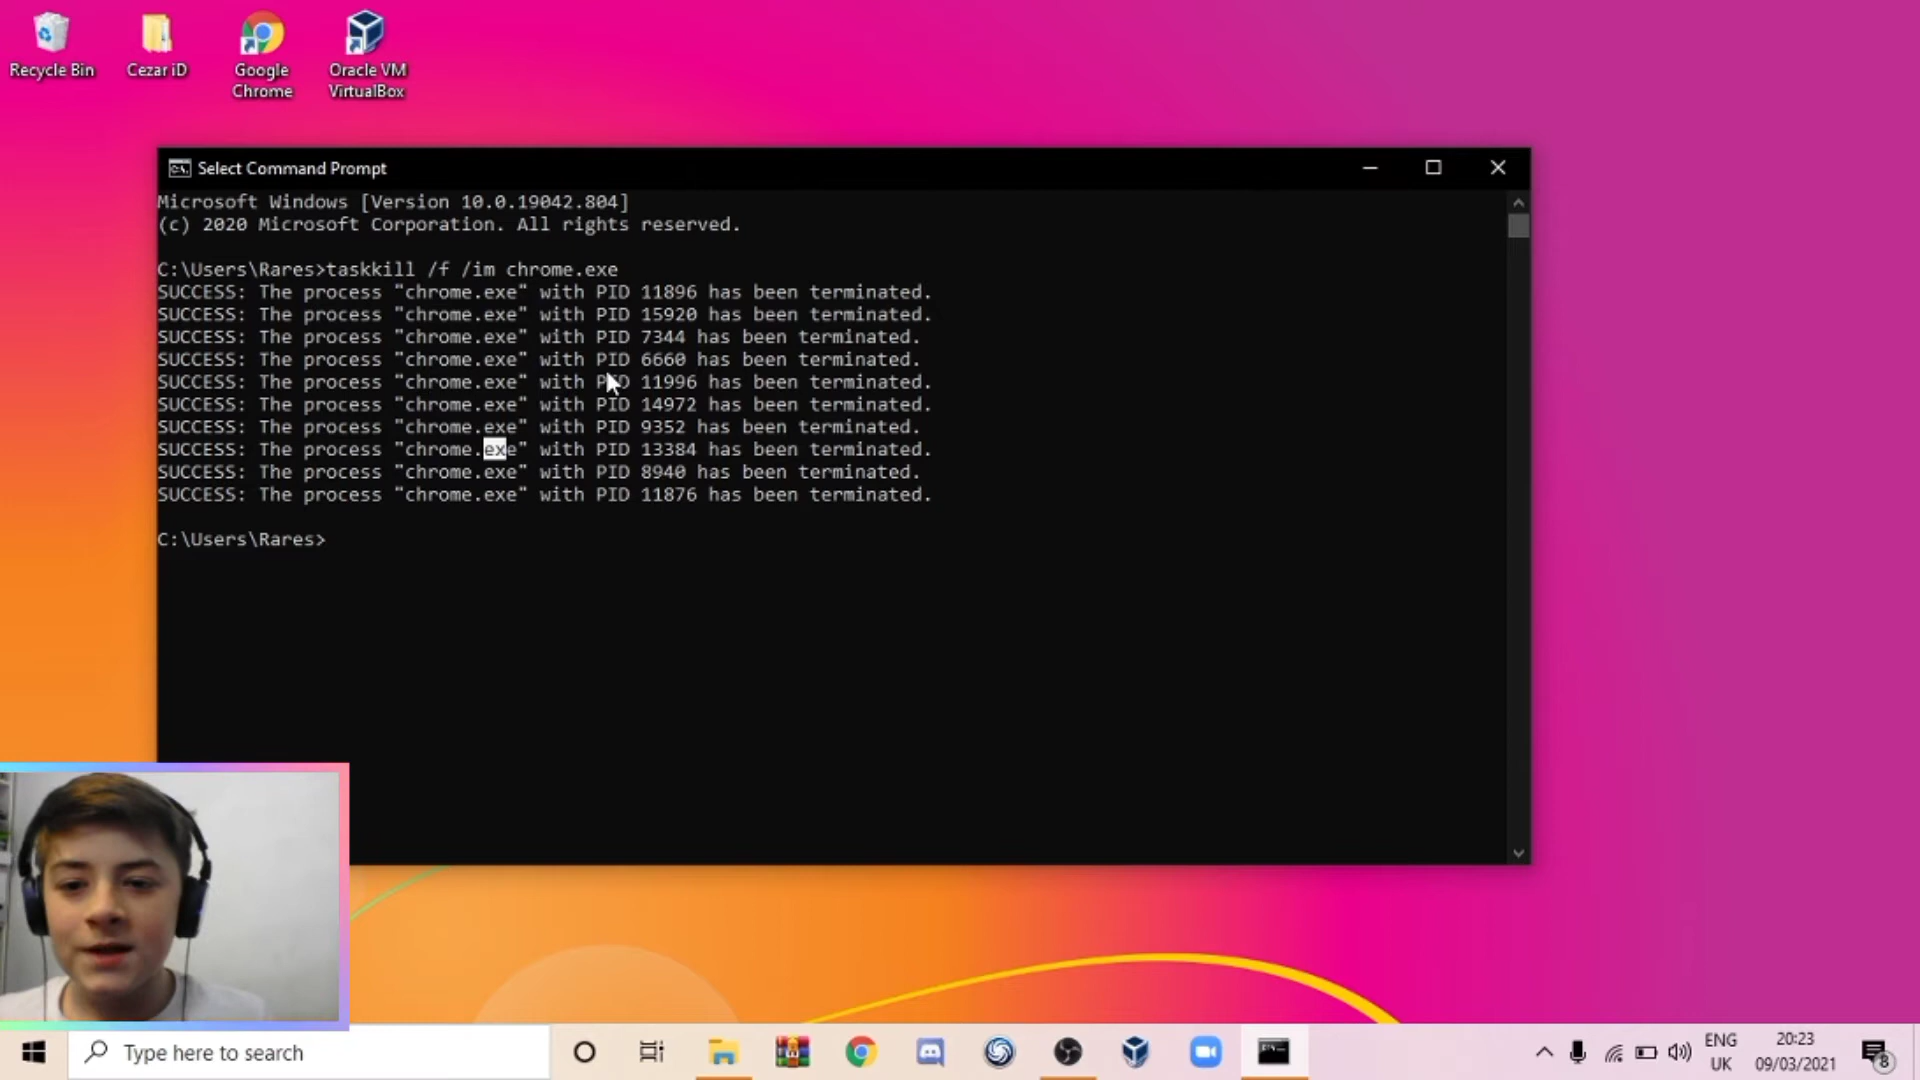 Recycle Bin
Cezar iD
Google
Chrome
Oracle VM
VirtualBox
Select Command Prompt
Microsoft Windows [Version 10.0.19042.804]
(c) 2020 Microsoft Corporation. All rights reserved.
C:\Users\Rares>taskkill /f /im chrome.exe
SUCCESS: The process "chrome.exe" with PID 11896 has been terminated.
SUCCESS: The process "chrome.exe" with PID 15920 has been terminated.
SUCCESS: The process "chrome.exe" with PID 7344 has been terminated.
SUCCESS: The process "chrome.exe" with PID 6660 has been terminated.
SUCCESS: The process "chrome.exe" with PID 11996 has been terminated.
SUCCESS: The process "chrome.exe" with PID 14972 has been terminated.
SUCCESS: The process "chrome.exe" with PID 9352 has been terminated.
SUCCESS: The process "chrome.exe" with PID 13384 has been terminated.
SUCCESS: The process "chrome.exe" with PID 8940 has been terminated.
SUCCESS: The process "chrome.exe" with PID 11876 has been terminated.
C:\Users\Rares>
Type here to search
ENG
UK
20:23
09/03/2021
8